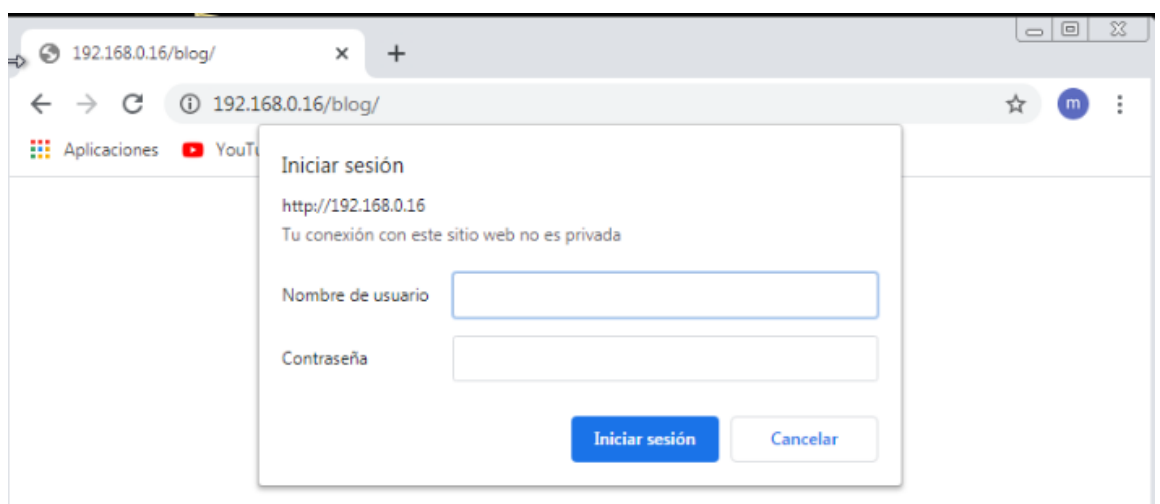 192.168.0.16/blog/
192.168.0.16/blog/
m
Aplicaciones
Iniciar sesión
http://192.168.0.16
Tu conexión con este sitio web no es privada
Nombre de usuario
Contraseña
Iniciar sesión Cancelar